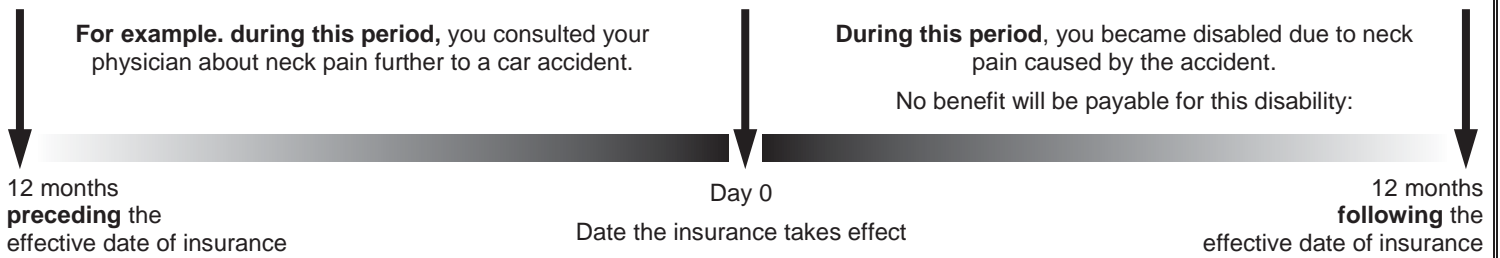 For example. during this period, you consulted your
physician about neck pain further to a car accident.
During this period, you became disabled due to neck
pain caused by the accident.
No benefit will be payable for this disability:
12 months
preceding the
effective date of insurance
Day 0
Date the insurance takes effect
12 months
following the
effective date of insurance